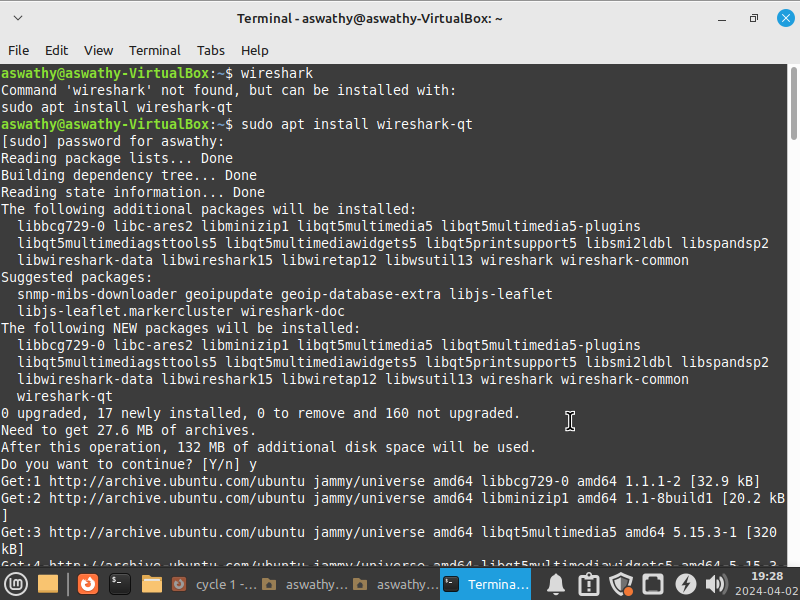 Terminal - aswathy@aswathy-VirtualBox: ~
File Edit View Terminal Tabs Help
aswathy@aswathy-VirtualBox:~$ wireshark
Command 'wireshark' not found, but can be installed with:
sudo apt install wireshark-qt
aswathy@aswathy-VirtualBox:~$ sudo apt install wireshark-qt
[sudo] password for aswathy:
Reading package lists... Done
Building dependency tree... Done
Reading state information... Done
The following additional packages will be installed:
  libbcg729-0 libc-ares2 libminizip1 libqt5multimedia5 libqt5multimedia5-plugins
  libqt5multimediagsttools5 libqt5multimediawidgets5 libqt5printsupport5 libsmi2ldbl libspandsp2
  libwireshark-data libwireshark15 libwiretap12 libwsutil13 wireshark wireshark-common
Suggested packages:
  snmp-mibs-downloader geoipupdate geoip-database-extra libjs-leaflet
  libjs-leaflet.markercluster wireshark-doc
The following NEW packages will be installed:
  libbcg729-0 libc-ares2 libminizip1 libqt5multimedia5 libqt5multimedia5-plugins
  libqt5multimediagsttools5 libqt5multimediawidgets5 libqt5printsupport5 libsmi2ldbl libspandsp2
  libwireshark-data libwireshark15 libwiretap12 libwsutil13 wireshark wireshark-common
  wireshark-qt
0 upgraded, 17 newly installed, 0 to remove and 160 not upgraded.
Need to get 27.6 MB of archives.
After this operation, 132 MB of additional disk space will be used.
Do you want to continue? [Y/n] y
Get:1 http://archive.ubuntu.com/ubuntu jammy/universe amd64 libbcg729-0 amd64 1.1.1-2 [32.9 kB]
Get:2 http://archive.ubuntu.com/ubuntu jammy/universe amd64 libminizip1 amd64 1.1-8build1 [20.2 kB
]
Get:3 http://archive.ubuntu.com/ubuntu jammy/universe amd64 libqt5multimedia5 amd64 5.15.3-1 [320
kB]
cycle 1 -... aswathy... aswathy... Termina...
19:28
2024-04-02